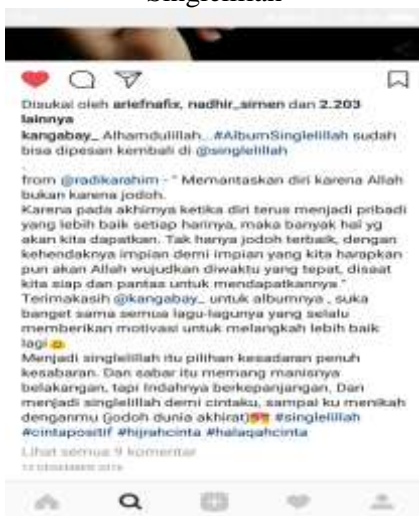 Singlelillah
Disukai oleh ariefnafix, nadhir_simen dan 2.203
lainnya
kangabay_ Alhamdulillah...#AlbumSinglelillah sudah
bisa dipesan kembali di @singlelillah
.
from @radikarahim - " Memantaskan diri karena Allah
bukan karena jodoh.
Karena pada akhirnya ketika diri terus menjadi pribadi
yang lebih baik setiap harinya, maka banyak hal yg
akan kita dapatkan. Tak hanya jodoh terbaik, dengan
kehendaknya impian demi impian yang kita harapkan
pun akan Allah wujudkan diwaktu yang tepat, disaat
kita siap dan pantas untuk mendapatkannya "
Terimakasih @kangabay_ untuk albumnya , suka
banget sama semua lagu-lagunya yang selalu
memberikan motivasi untuk melangkah lebih baik
lagi 😊
Menjadi singlelillah itu pilihan kesadaran penuh
kesabaran. Dan sabar itu memang manisnya
belakangan, tapi Indahnya berkepanjangan. Dan
menjadi singlelillah demi cintaku, sampai ku menikah
denganmu (jodoh dunia akhirat) #singlelillah
#cintapositif #hijrahcinta #halaqahcinta
Lihat semua 9 komentar
13 DESEMBER 2016